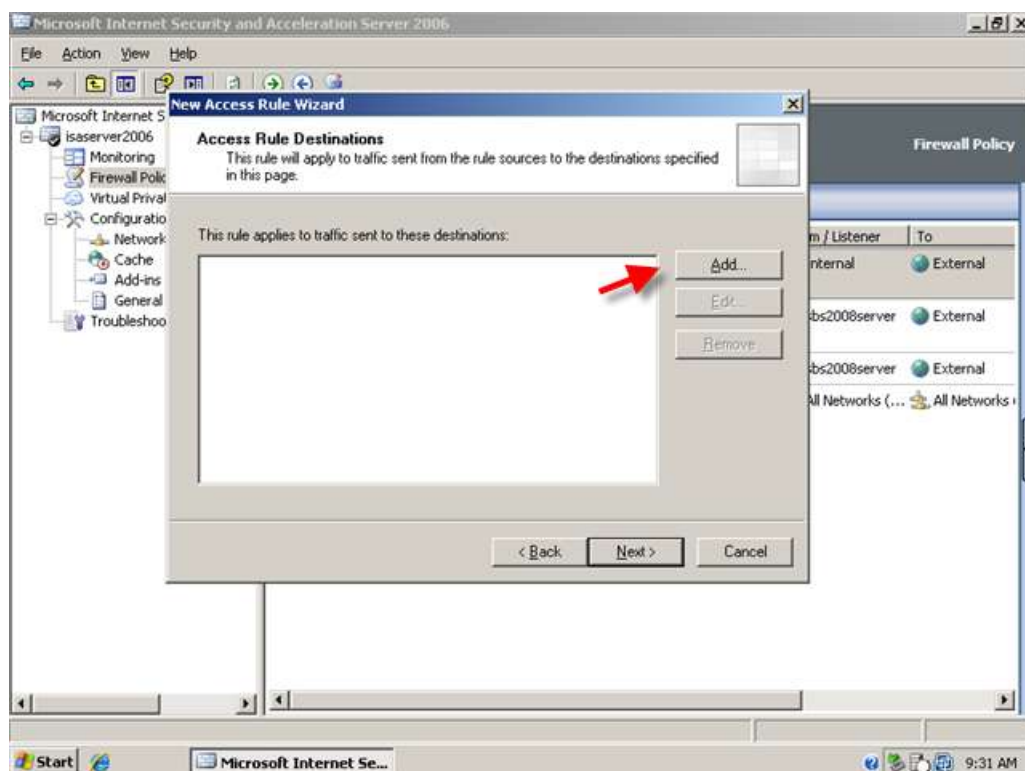 Microsoft Internet Security and Acceleration Server 2006
File Action View Help
Microsoft Internet S
isaserver2006
Monitoring
Firewall Polic
Virtual Privat
Configuratio
Network
Cache
Add-ins
General
Troubleshoo
New Access Rule Wizard
Access Rule Destinations
This rule will apply to traffic sent from the rule sources to the destinations specified
in this page.
This rule applies to traffic sent to these destinations:
Add...
Edit...
Remove
< Back Next > Cancel
Firewall Policy
m / Listener To
nternal External
sbs2008server External
sbs2008server External
All Networks (... All Networks
Start Microsoft Internet Se... 9:31 AM